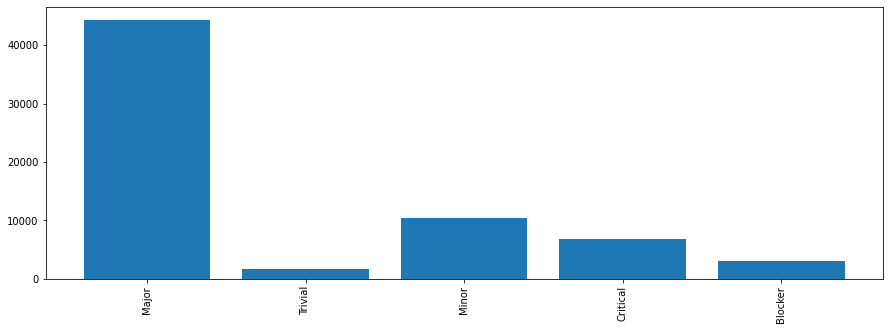 40000
30000
20000
10000
0
Major
Trivial
Minor
Critical
Blocker